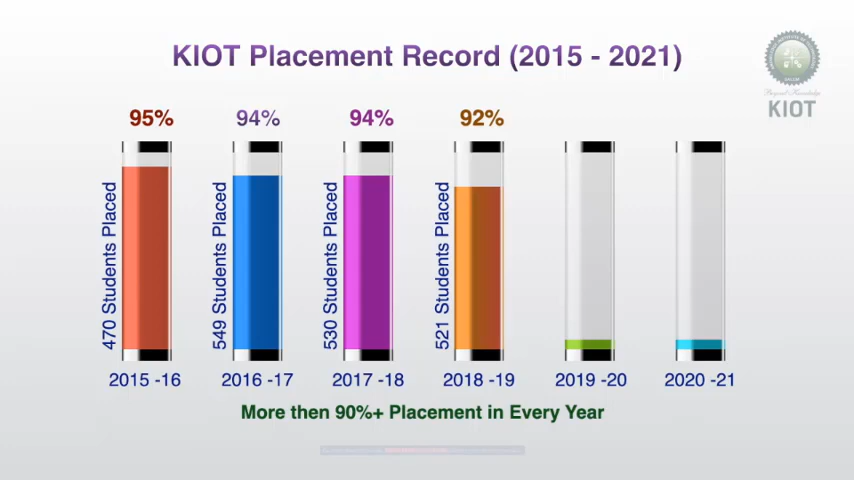 KIOT Placement Record (2015 - 2021)
Beyond Knowledge
KIOT
95%
94%
94%
92%
470 Students Placed
549 Students Placed
530 Students Placed
521 Students Placed
2015 -16
2016 -17
2017 -18
2018 -19
2019 -20
2020 -21
More then 90%+ Placement in Every Year